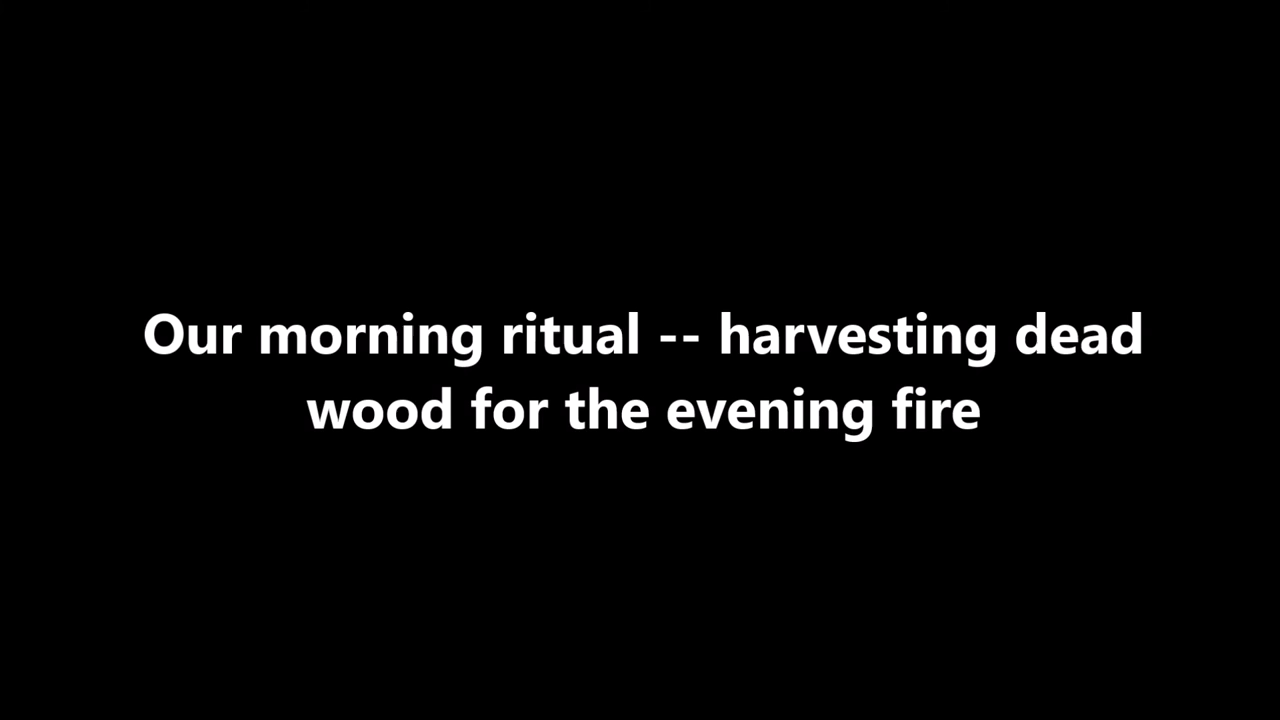 Our morning ritual -- harvesting dead
wood for the evening fire